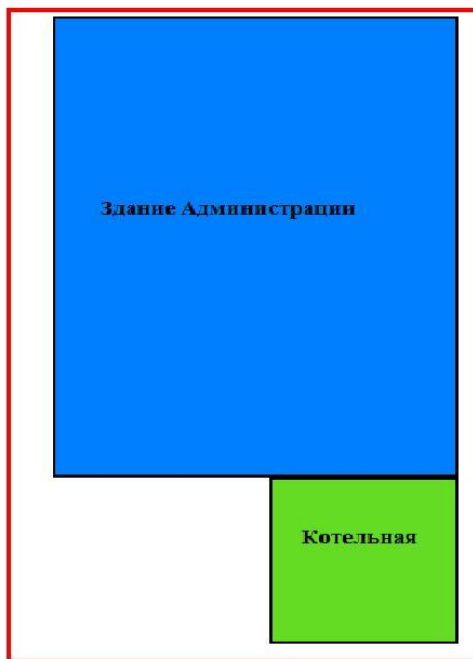 Здание Администрации
Котельная